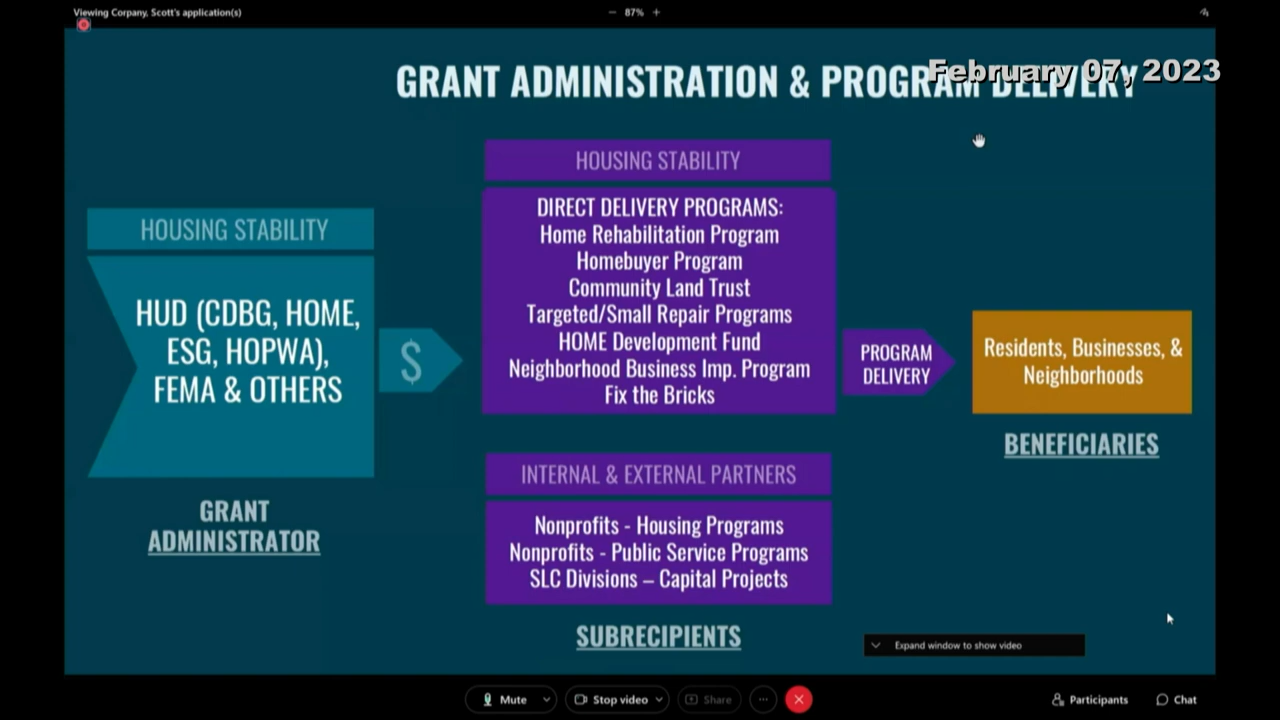 Viewing Corpany, Scott's application(s)
− 87% +
February 07, 2023
GRANT ADMINISTRATION & PROGRAM DELIVERY
HOUSING STABILITY
HUD (CDBG, HOME,
ESG, HOPWA),
FEMA & OTHERS
GRANT
ADMINISTRATOR
$
HOUSING STABILITY
DIRECT DELIVERY PROGRAMS:
Home Rehabilitation Program
Homebuyer Program
Community Land Trust
Targeted/Small Repair Programs
HOME Development Fund
Neighborhood Business Imp. Program
Fix the Bricks
INTERNAL & EXTERNAL PARTNERS
Nonprofits - Housing Programs
Nonprofits - Public Service Programs
SLC Divisions – Capital Projects
SUBRECIPIENTS
PROGRAM
DELIVERY
Residents, Businesses, &
Neighborhoods
BENEFICIARIES
Expand window to show video
Mute
Stop video
Share
Participants
Chat